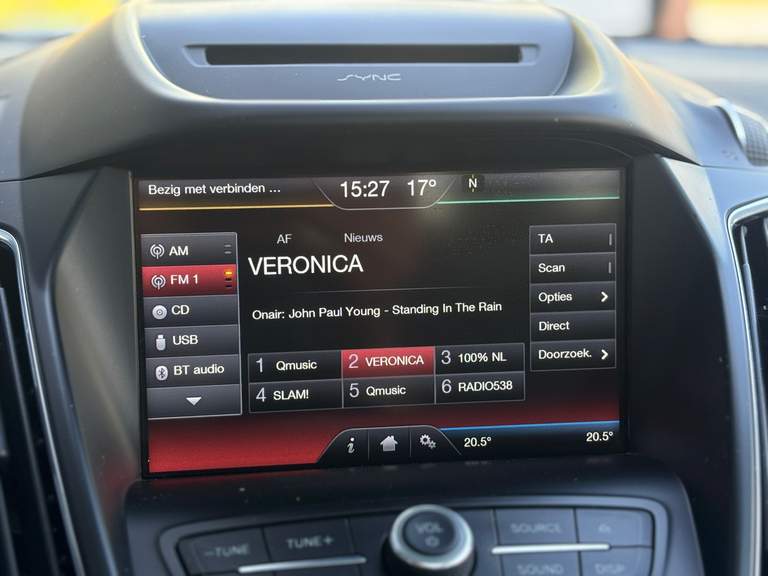 SYNC
Bezig met verbinden ...
15:27
17°
N
AM
FM 1
CD
USB
BT audio
AF
Nieuws
VERONICA
Onair: John Paul Young - Standing In The Rain
1 Qmusic
2 VERONICA
3 100% NL
4 SLAM!
5 Qmusic
6 RADIO538
TA
Scan
Opties
Direct
Doorzoek.
i
20.5°
20.5°
-TUNE
TUNE+
VOL
SOURCE
SOUND
DISP